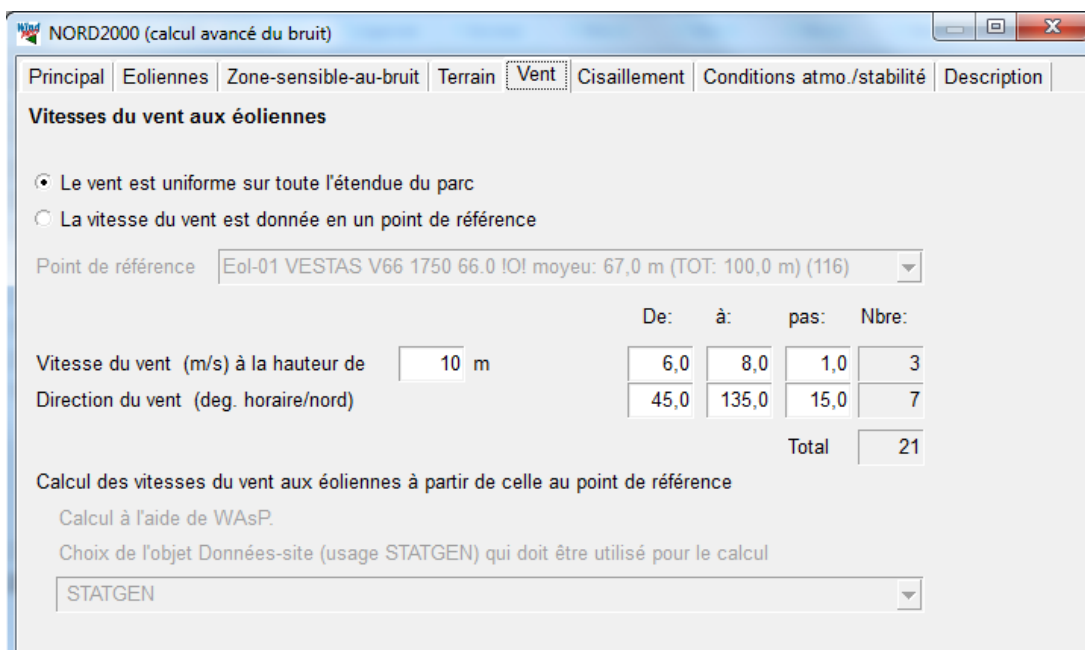 NORD2000 (calcul avancé du bruit)
Principal Eoliennes Zone-sensible-au-bruit Terrain Vent Cisaillement Conditions atmo./stabilité Description
Vitesses du vent aux éoliennes
Le vent est uniforme sur toute l'étendue du parc
La vitesse du vent est donnée en un point de référence
Point de référence Eol-01 VESTAS V66 1750 66.0 !O! moyeu: 67,0 m (TOT: 100,0 m) (116)
De: à: pas: Nbre:
Vitesse du vent (m/s) à la hauteur de 10 m 6,0 8,0 1,0 3
Direction du vent (deg. horaire/nord) 45,0 135,0 15,0 7
Total 21
Calcul des vitesses du vent aux éoliennes à partir de celle au point de référence
Calcul à l'aide de WAsP.
Choix de l'objet Données-site (usage STATGEN) qui doit être utilisé pour le calcul
STATGEN